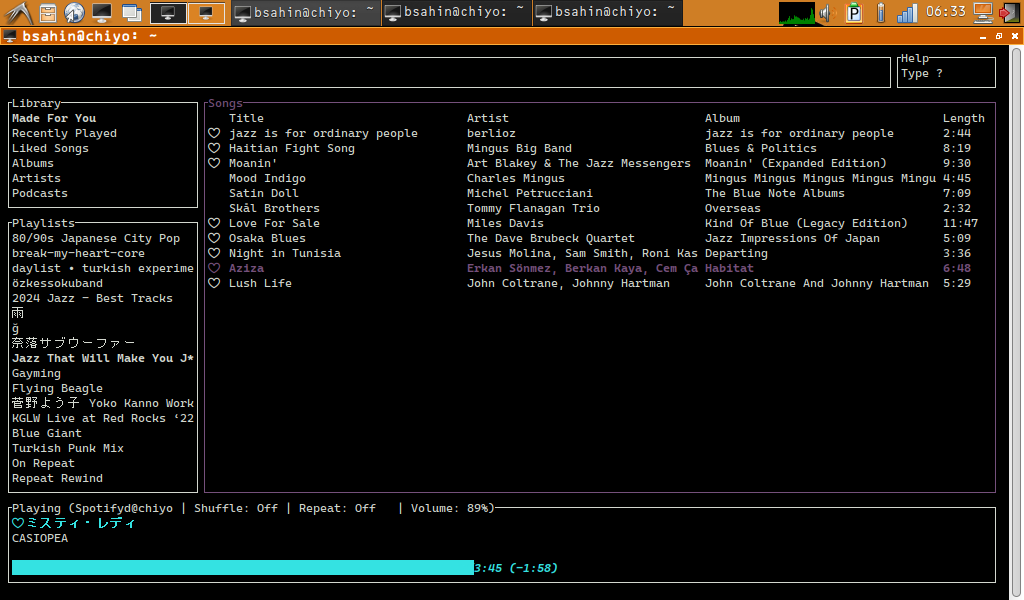 bsahin@chiyo: ~ bsahin@chiyo: ~ bsahin@chiyo: ~ P 06:33
bsahin@chiyo: ~
Search
Help
Type ?
Library
Made For You
Recently Played
Liked Songs
Albums
Artists
Podcasts
Playlists
80/90s Japanese City Pop
break-my-heart-core
daylist • turkish experime
özkessokuband
2024 Jazz - Best Tracks
雨
ğ
奈落サブウーファー
Jazz That Will Make You J*
Gayming
Flying Beagle
菅野よう子 Yoko Kanno Work
KGLW Live at Red Rocks ‘22
Blue Giant
Turkish Punk Mix
On Repeat
Repeat Rewind
Songs
Title Artist Album Length
♡ jazz is for ordinary people berlioz jazz is for ordinary people 2:44
♡ Haitian Fight Song Mingus Big Band Blues & Politics 8:19
♡ Moanin' Art Blakey & The Jazz Messengers Moanin' (Expanded Edition) 9:30
Mood Indigo Charles Mingus Mingus Mingus Mingus Mingus Mingu 4:45
Satin Doll Michel Petrucciani The Blue Note Albums 7:09
Skål Brothers Tommy Flanagan Trio Overseas 2:32
♡ Love For Sale Miles Davis Kind Of Blue (Legacy Edition) 11:47
♡ Osaka Blues The Dave Brubeck Quartet Jazz Impressions Of Japan 5:09
♡ Night in Tunisia Jesus Molina, Sam Smith, Roni Kas Departing 3:36
♡ Aziza Erkan Sönmez, Berkan Kaya, Cem Ça Habitat 6:48
♡ Lush Life John Coltrane, Johnny Hartman John Coltrane And Johnny Hartman 5:29
Playing (Spotifyd@chiyo | Shuffle: Off | Repeat: Off | Volume: 89%)
♡ミスティ・レディ
CASIOPEA
3:45 (-1:58)